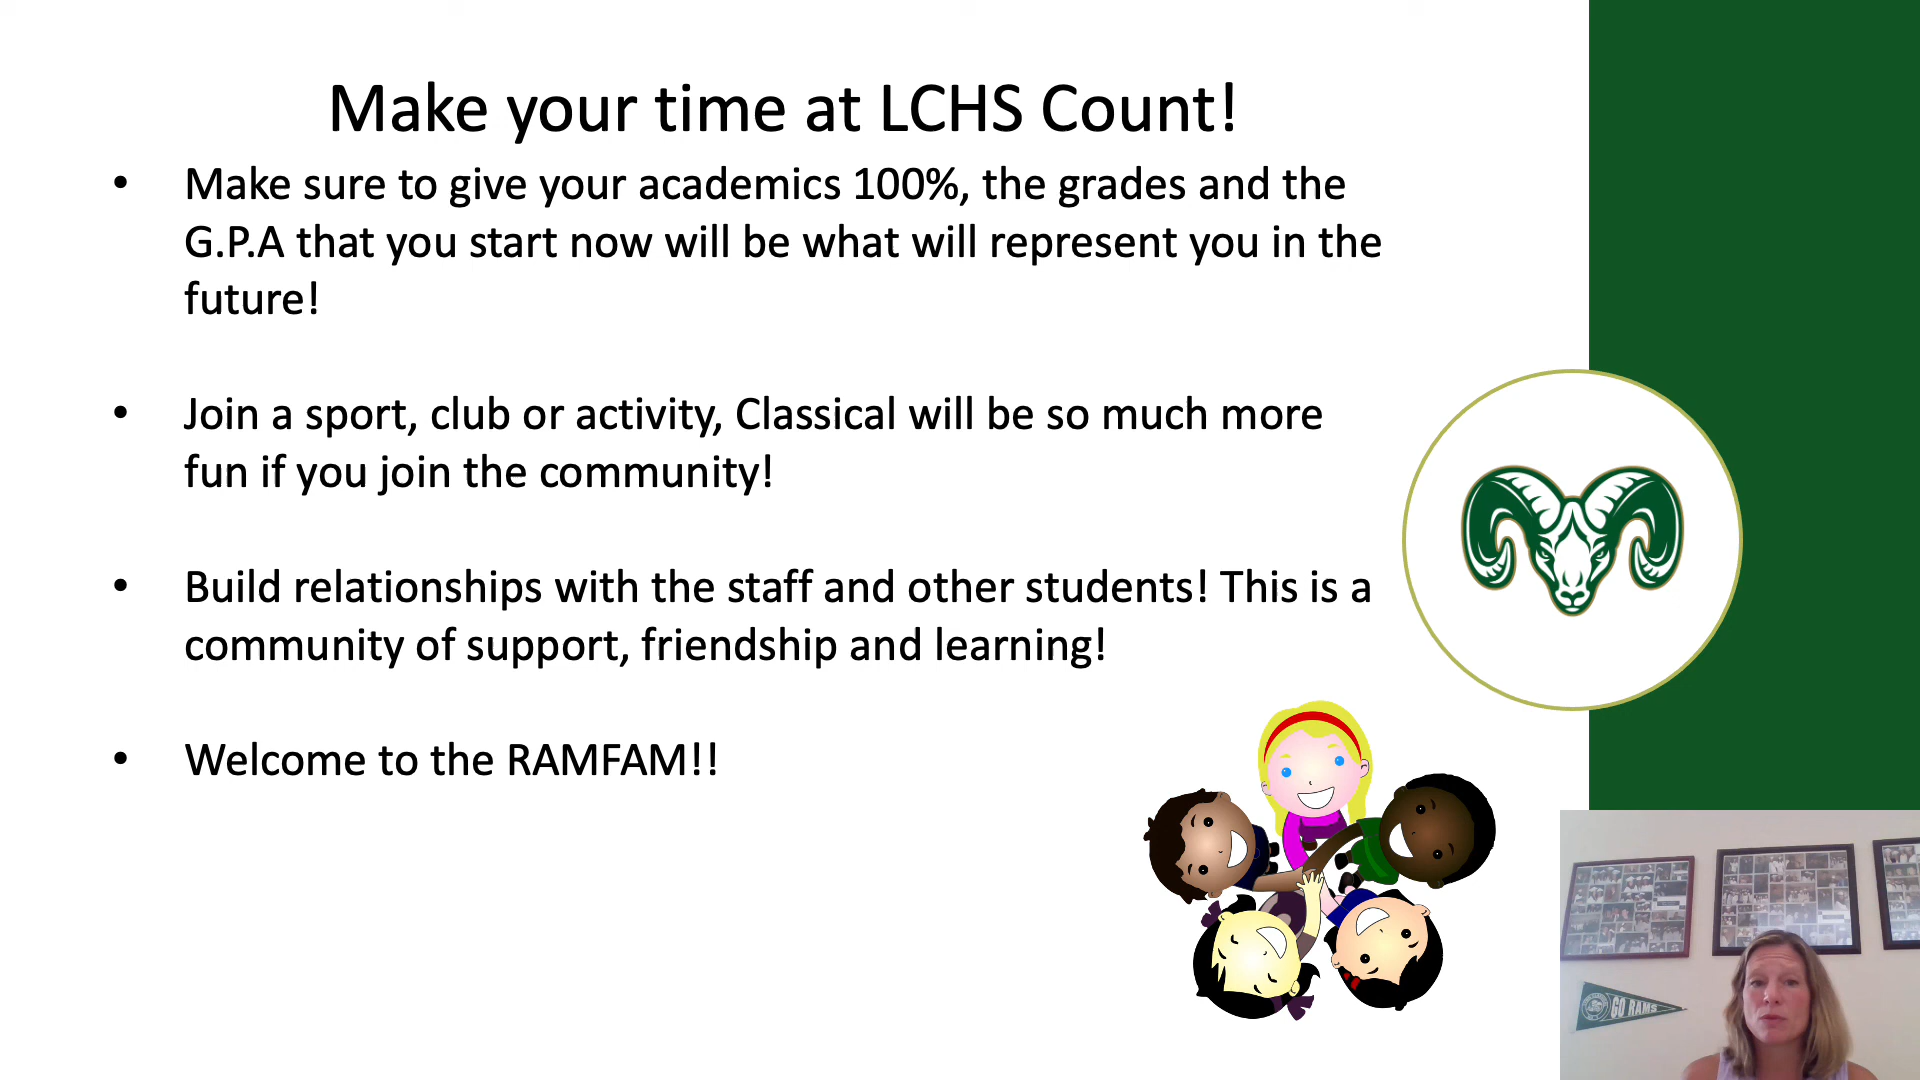 Make your time at LCHS Count!
• Make sure to give your academics 100%, the grades and the
G.P.A that you start now will be what will represent you in the
future!
• Join a sport, club or activity, Classical will be so much more
fun if you join the community!
• Build relationships with the staff and other students! This is a
community of support, friendship and learning!
• Welcome to the RAMFAM!!
GO RAMS